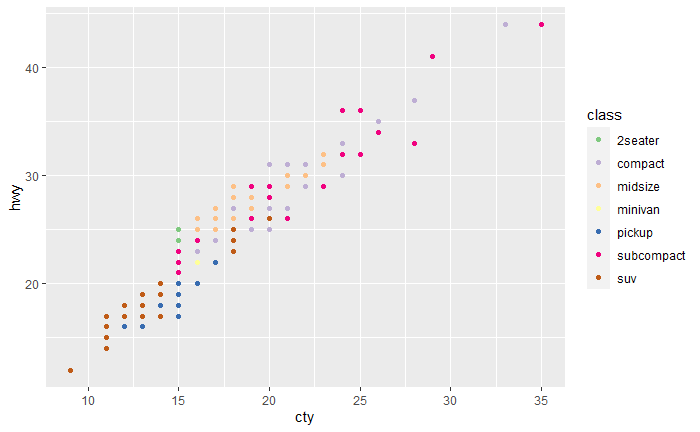 40
30
20
hwy
10
15
20
25
30
35
cty
class
2seater
compact
midsize
minivan
pickup
subcompact
suv